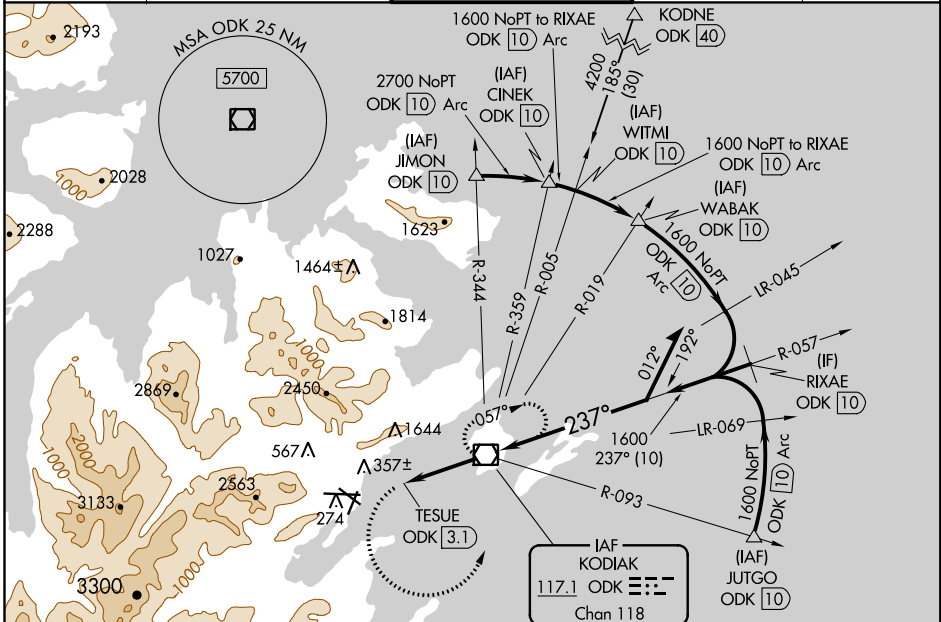 2193
MSA ODK 25 NM
5700
1600 NoPT to RIXAE
ODK 10 Arc
KODNE
ODK 40
4200
185°
(30)
2700 NoPT
ODK 10 Arc
(IAF)
CINEK
ODK 10
(IAF)
WITMI
ODK 10
1600 NoPT to RIXAE
ODK 10 Arc
(IAF)
JIMON
ODK 10
(IAF)
WABAK
ODK 10
1000
2028
2288
1623
1027
1464±
1814
1000
2869
2450
R-344
R-359
R-005
R-019
1600 NoPT
ODK 10
Arc
LR-045
012°
192°
R-057
(IF)
RIXAE
ODK 10
057°
237°
1600
237° (10)
LR-069
1600 NoPT
ODK 10 Arc
R-093
1644
567
357±
2000
1000
3133
2563
274
TESUE
ODK 3.1
3300
1000
IAF
KODIAK
117.1 ODK
Chan 118
(IAF)
JUTGO
ODK 10